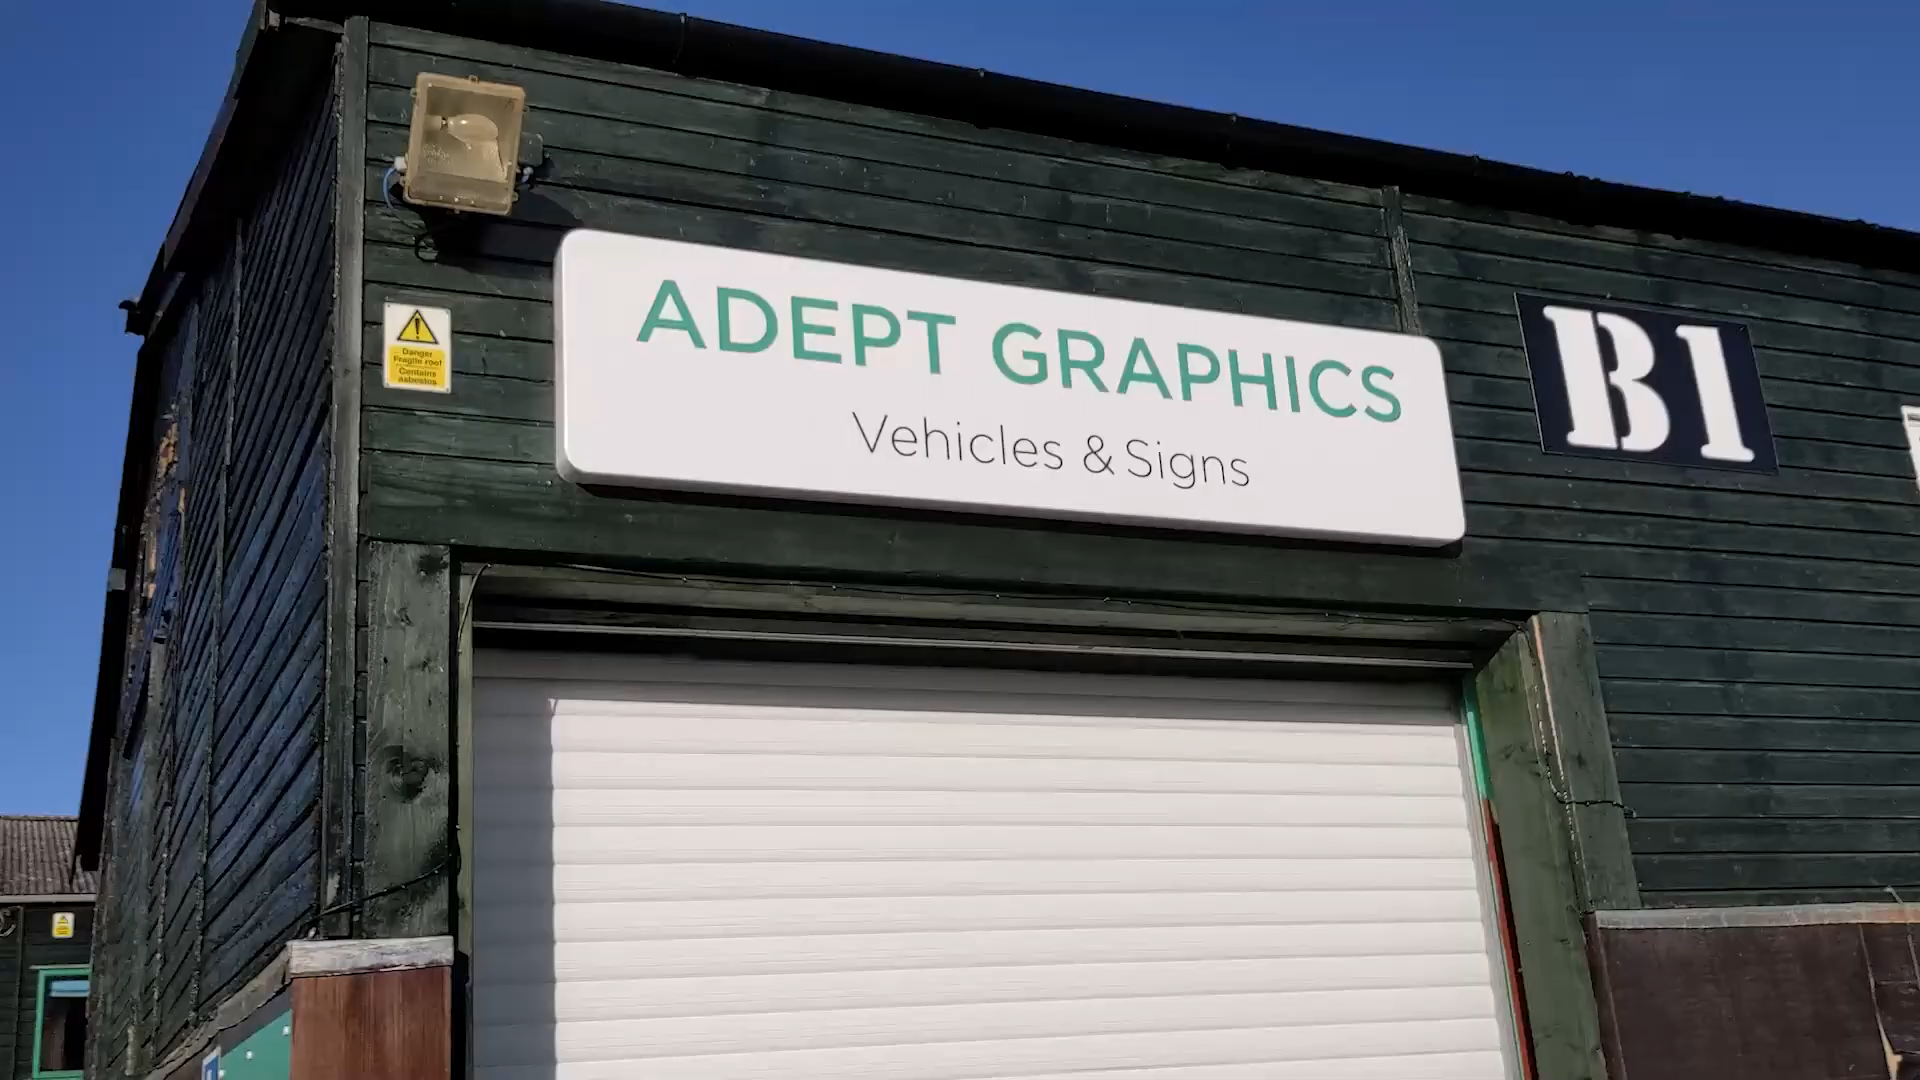 ADEPT GRAPHICS
Vehicles & Signs
B1
Danger
Fragile roof
Contains
asbestos